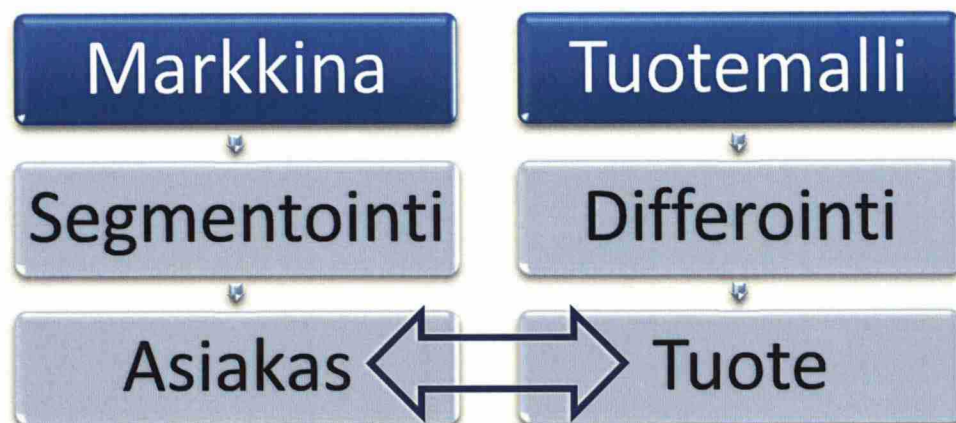 Markkina
Segmentointi
Asiakas
Tuotemalli
Differointi
Tuote